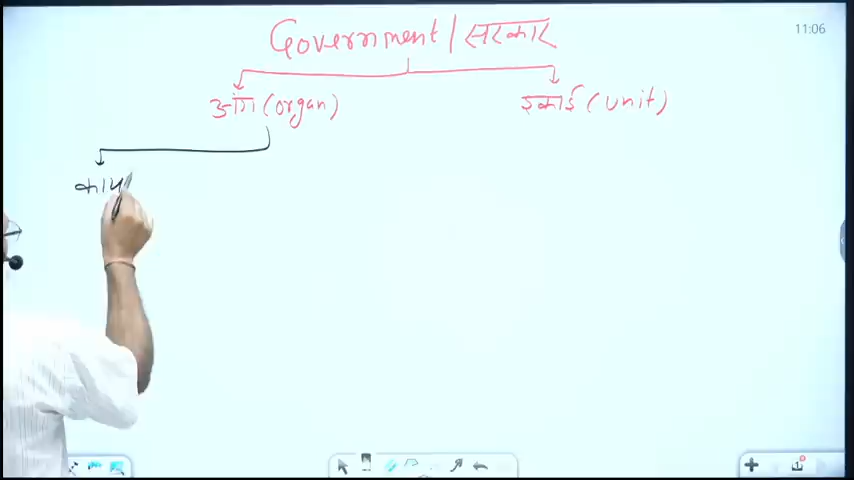 Government / सरकार
11:06
अंग (organ)
इकाई (unit)